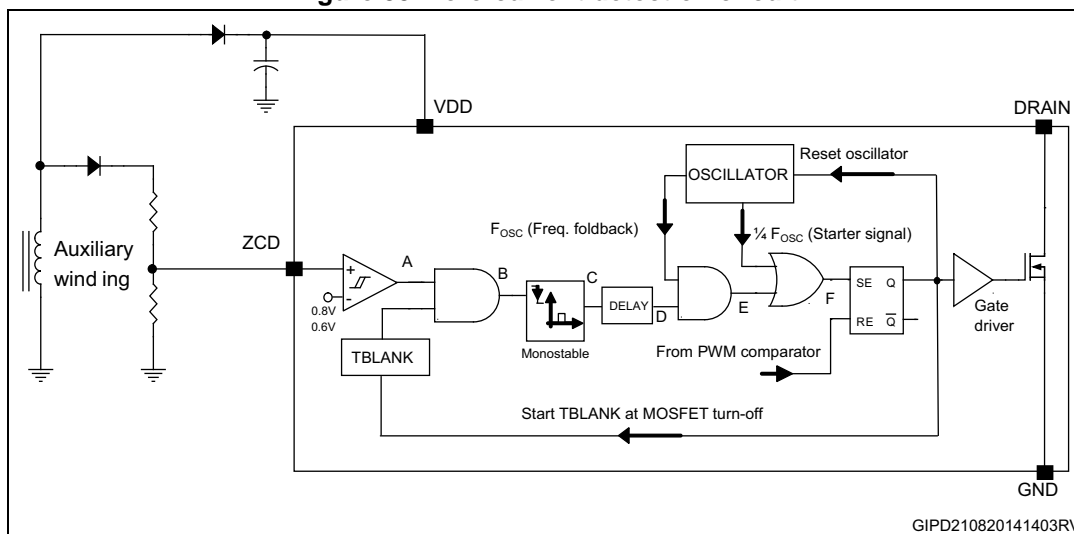 VDD
DRAIN
Reset oscillator
OSCILLATOR
Auxiliary
wind ing
ZCD
FOSC (Freq. foldback)
¼ FOSC (Starter signal)
A
B
C
D
E
F
+
-
0.8V
0.6V
DELAY
SE Q
RE Q̅
Gate
driver
Monostable
TBLANK
From PWM comparator
Start TBLANK at MOSFET turn-off
GND
GIPD210820141403RV